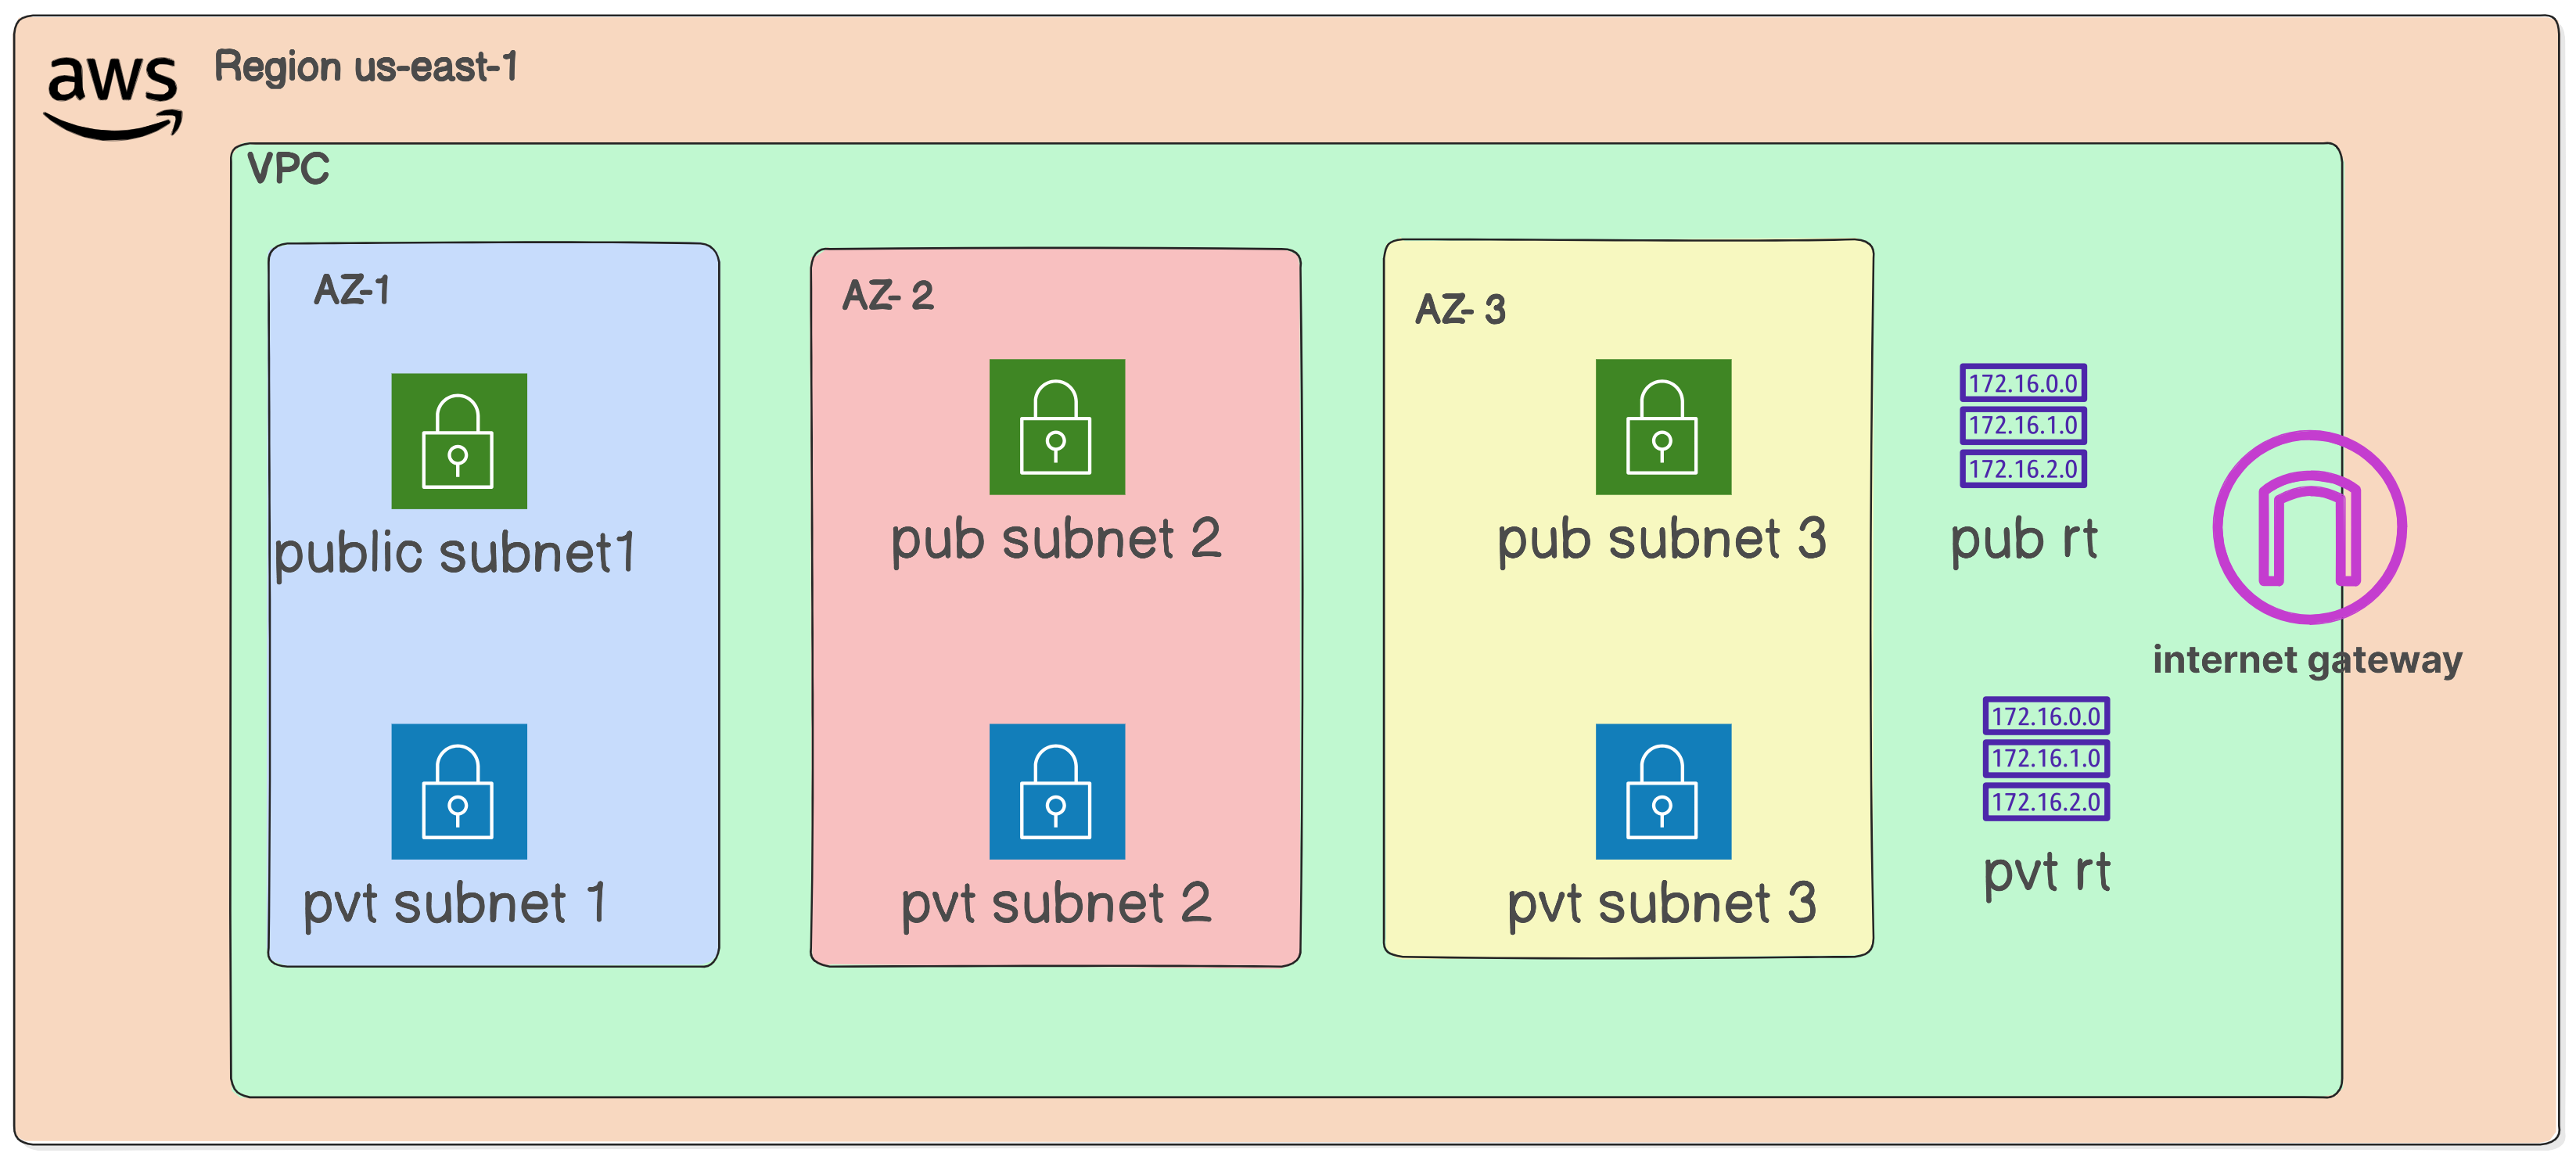 aws
Region us-east-1
VPC
AZ-1
public subnet1
pvt subnet 1
AZ- 2
pub subnet 2
pvt subnet 2
AZ- 3
pub subnet 3
pvt subnet 3
172.16.0.0
172.16.1.0
172.16.2.0
pub rt
internet gateway
172.16.0.0
172.16.1.0
172.16.2.0
pvt rt